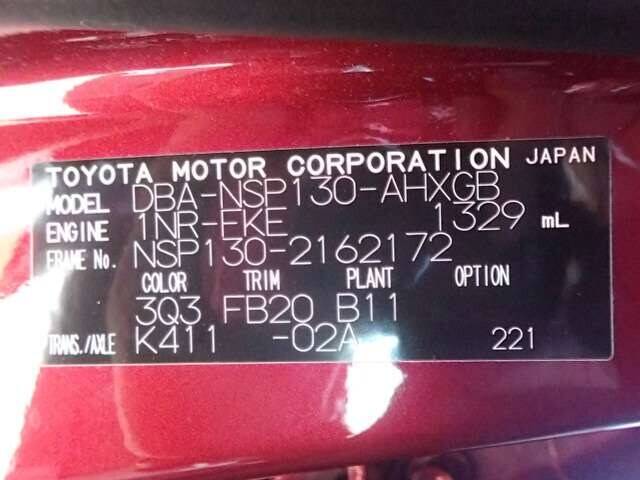 TOYOTA MOTOR CORPORATION JAPAN
MODEL DBA-NSP130-AHXGB
ENGINE 1NR-EKE 1329 mL
FRAME No. NSP130-2162172
COLOR TRIM PLANT OPTION
3Q3 FB20 B11
TRANS./AXLE K411 -02A 221